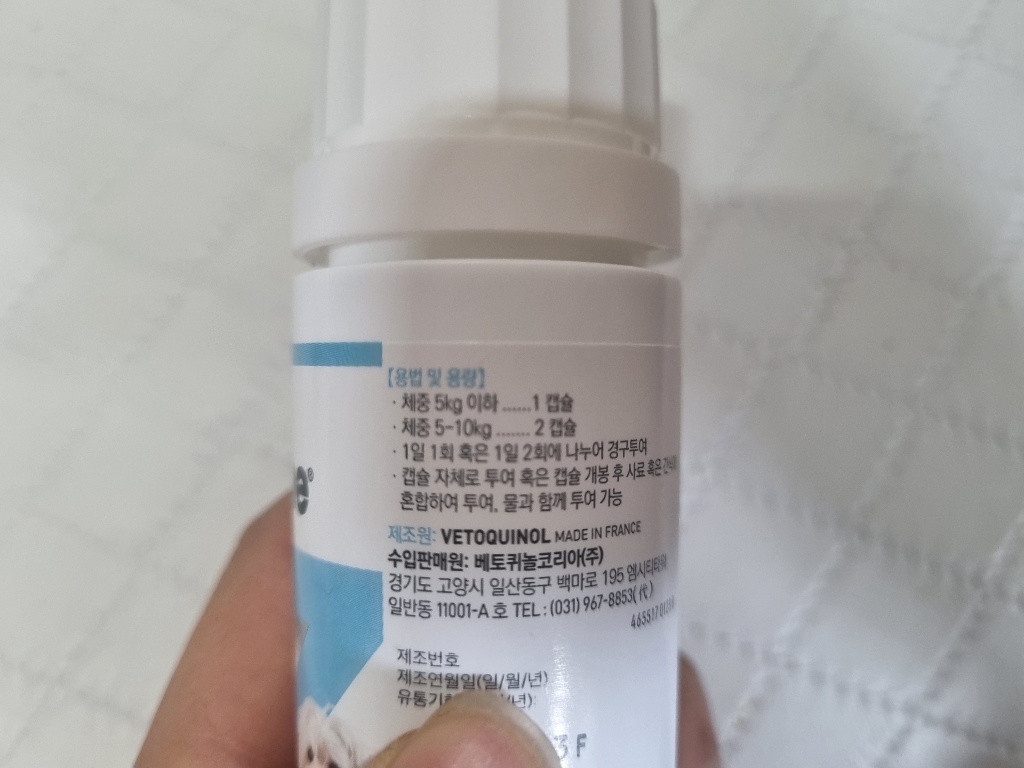 e®
[용법 및 용량]
· 체중 5kg 이하 ...... 1 캡슐
· 체중 5-10kg ....... 2 캡슐
· 1일 1회 혹은 1일 2회에 나누어 경구투여
· 캡슐 자체로 투여 혹은 캡슐 개봉 후 사료 혹은
혼합하여 투여, 물과 함께 투여 가능
제조원: VETOQUINOL MADE IN FRANCE
수입판매원: 베토퀴놀코리아(주)
경기도 고양시 일산동구 백마로 195 엠시티타워
일반동 11001-A 호 TEL : (031) 967-8853(代)
제조번호
제조연월일(일/월/년)
유통기 /년):
F